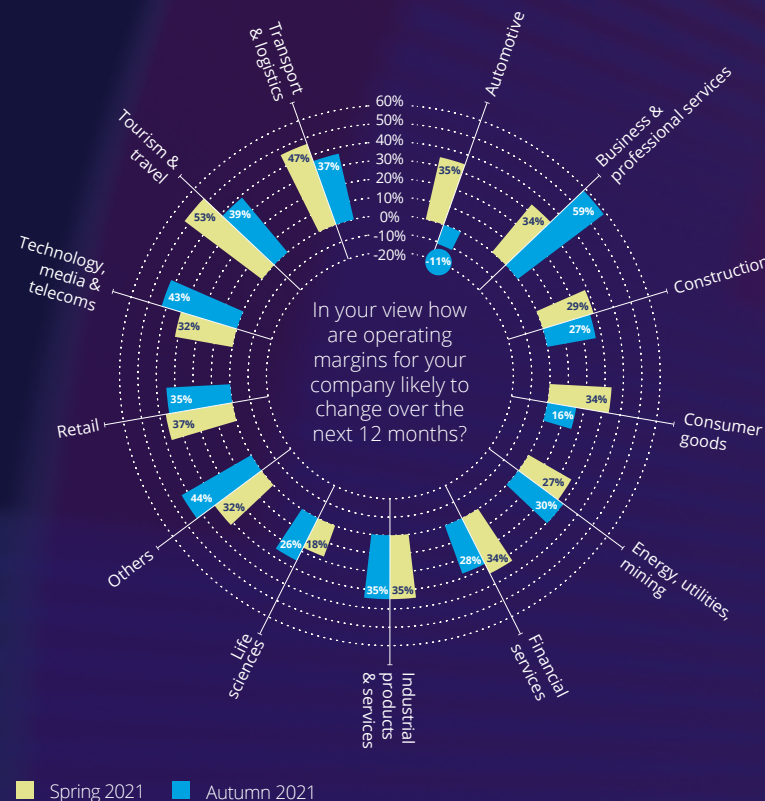 60%
50%
40%
30%
20%
10%
0%
-10%
-20%
Automotive
35%
-11%
Business &
professional services
34%
59%
Construction
29%
27%
Consumer
goods
34%
16%
Energy, utilities,
mining
27%
30%
Financial
services
34%
28%
Industrial
products
& services
35%
35%
Life
sciences
18%
26%
Others
32%
44%
Retail
37%
35%
Technology,
media &
telecoms
32%
43%
Tourism &
travel
53%
39%
Transport
& logistics
47%
37%
In your view how
are operating
margins for your
company likely to
change over the
next 12 months?
Spring 2021
Autumn 2021